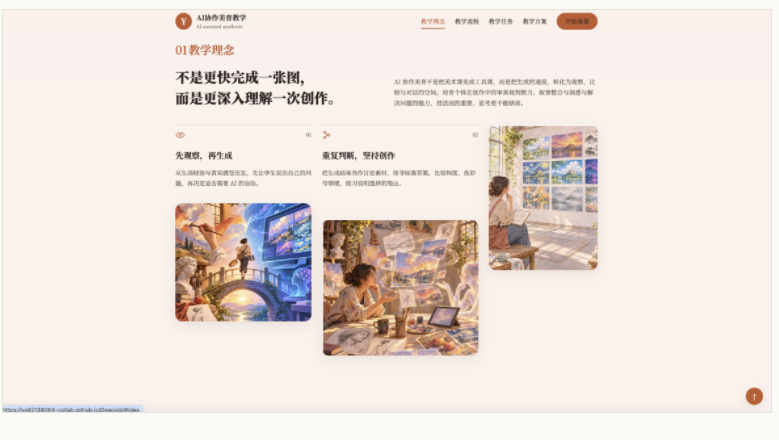 Y
AI协作美育教学
AI assisted aesthetic
教学理念 教学流程 教学任务 教学方案
01教学理念
不是更快完成一张图，
而是更深入理解一次创作。
AI 协作美育不是把美术课变成工具课，而是把生成的速度，转化为观察、比
较与对话的空间。培育个体在创作中的审美观判断力、叙事整合与演感与解
决问题的能力，技法固然重要，思考更不能缺席。
01
先观察，再生成
从生活经验与真实感受出发，先让学生说出自己的问
题，再决定是否需要 AI 的协助。
02
重复判断，坚持创作
把生成结果当作讨论素材，而非标准答案。比较构图、色彩
与情绪，练习说明选择的理由。
↑